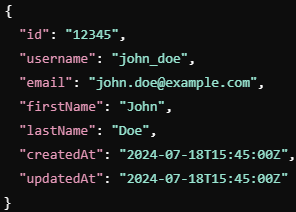 {
  "id": "12345",
  "username": "john_doe",
  "email": "john.doe@example.com",
  "firstName": "John",
  "lastName": "Doe",
  "createdAt": "2024-07-18T15:45:00Z",
  "updatedAt": "2024-07-18T15:45:00Z"
}